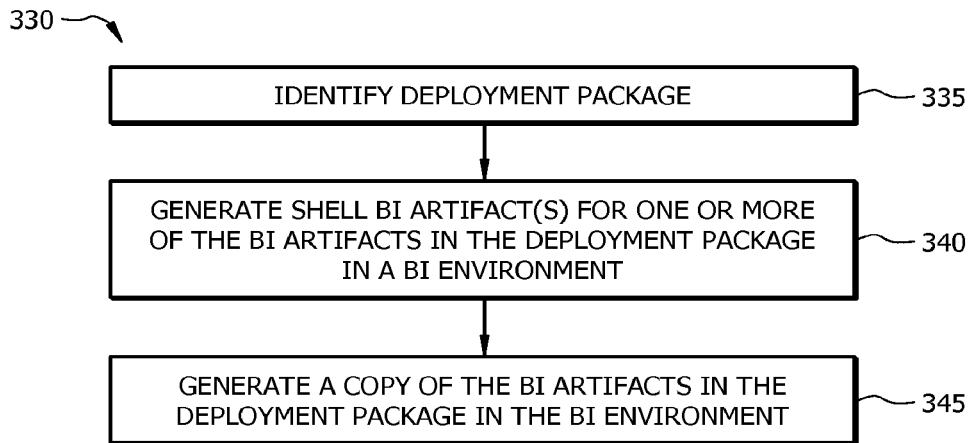 330
IDENTIFY DEPLOYMENT PACKAGE
335
GENERATE SHELL BI ARTIFACT(S) FOR ONE OR MORE
OF THE BI ARTIFACTS IN THE DEPLOYMENT PACKAGE
IN A BI ENVIRONMENT
340
GENERATE A COPY OF THE BI ARTIFACTS IN THE
DEPLOYMENT PACKAGE IN THE BI ENVIRONMENT
345